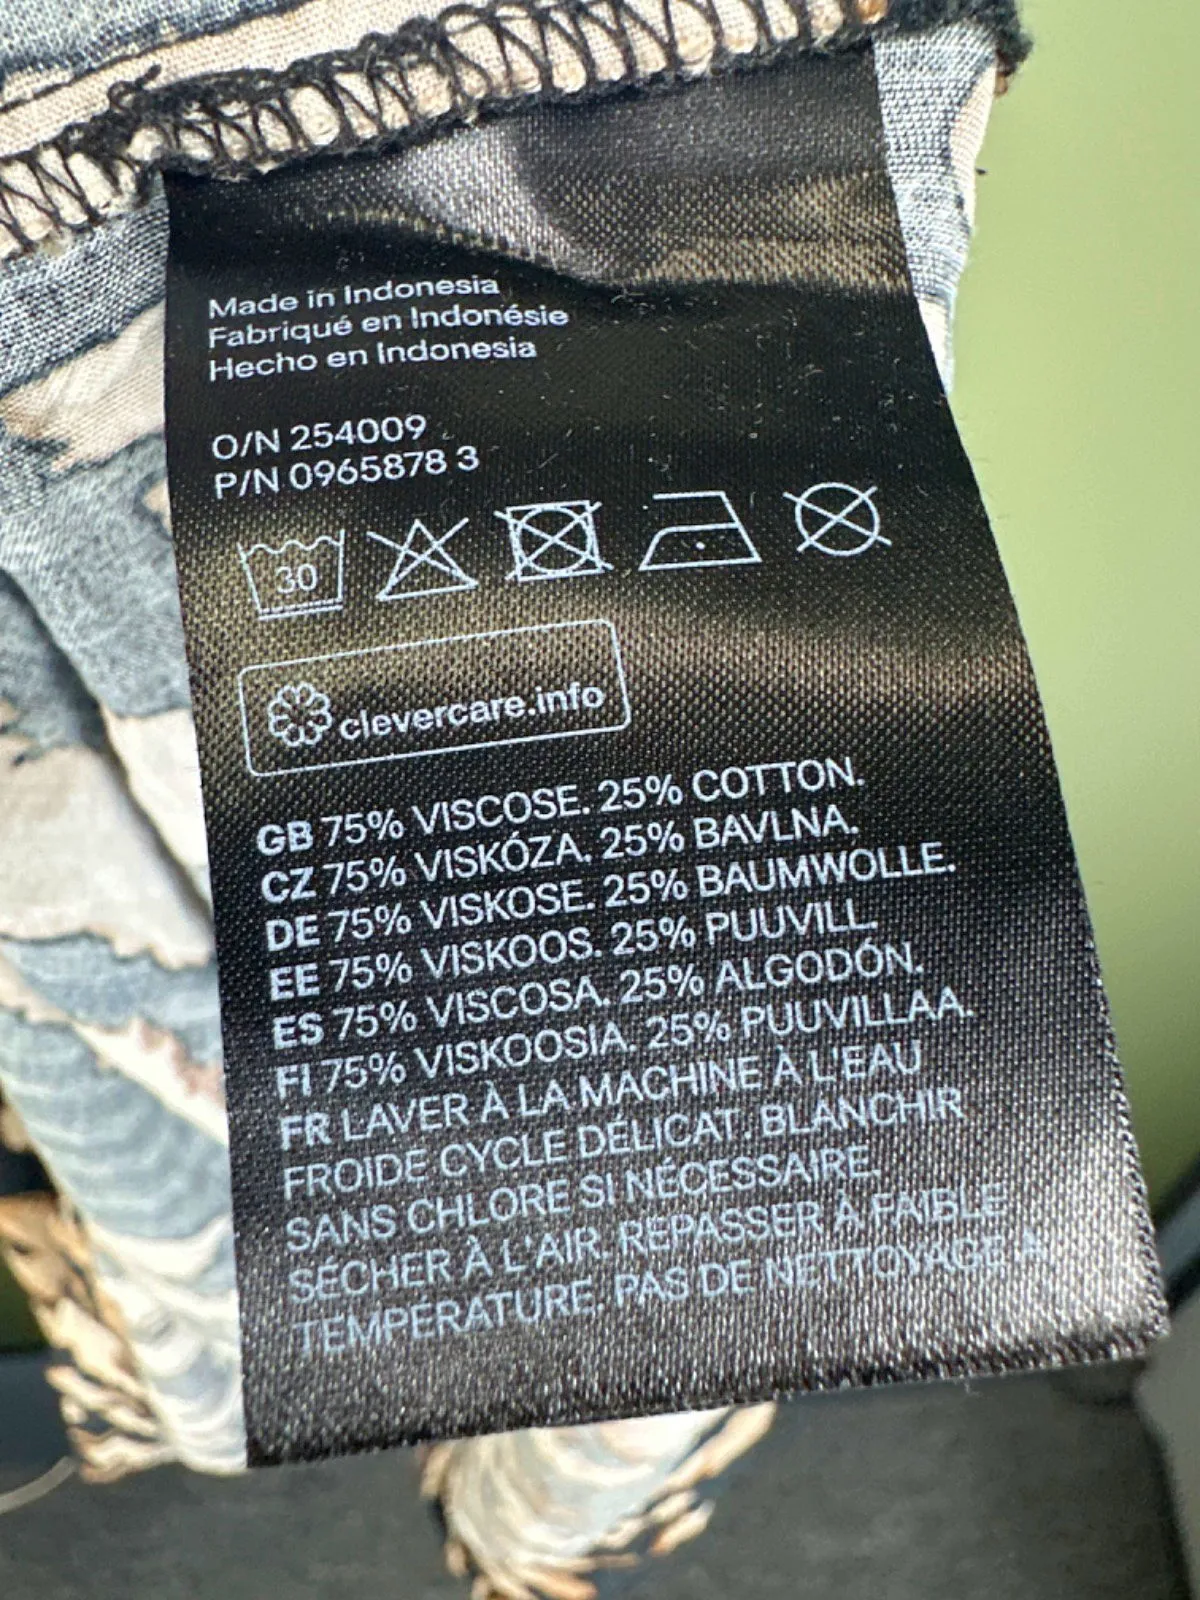 Made in Indonesia
Fabriqué en Indonésie
Hecho en Indonesia
O/N 254009
P/N 0965878 3
30
clevercare.info
GB 75% VISCOSE. 25% COTTON.
CZ 75% VISKÓZA. 25% BAVLNA.
DE 75% VISKOSE. 25% BAUMWOLLE.
EE 75% VISKOOS. 25% PUUVILL.
ES 75% VISCOSA. 25% ALGODÓN.
FI 75% VISKOOSIA. 25% PUUVILLAA.
FR LAVER À LA MACHINE À L'EAU
FROIDE CYCLE DÉLICAT. BLANCHIR
SANS CHLORE SI NÉCESSAIRE.
SÉCHER À L'AIR. REPASSER À FAIBLE
TEMPÉRATURE. PAS DE NETTOYAGE À